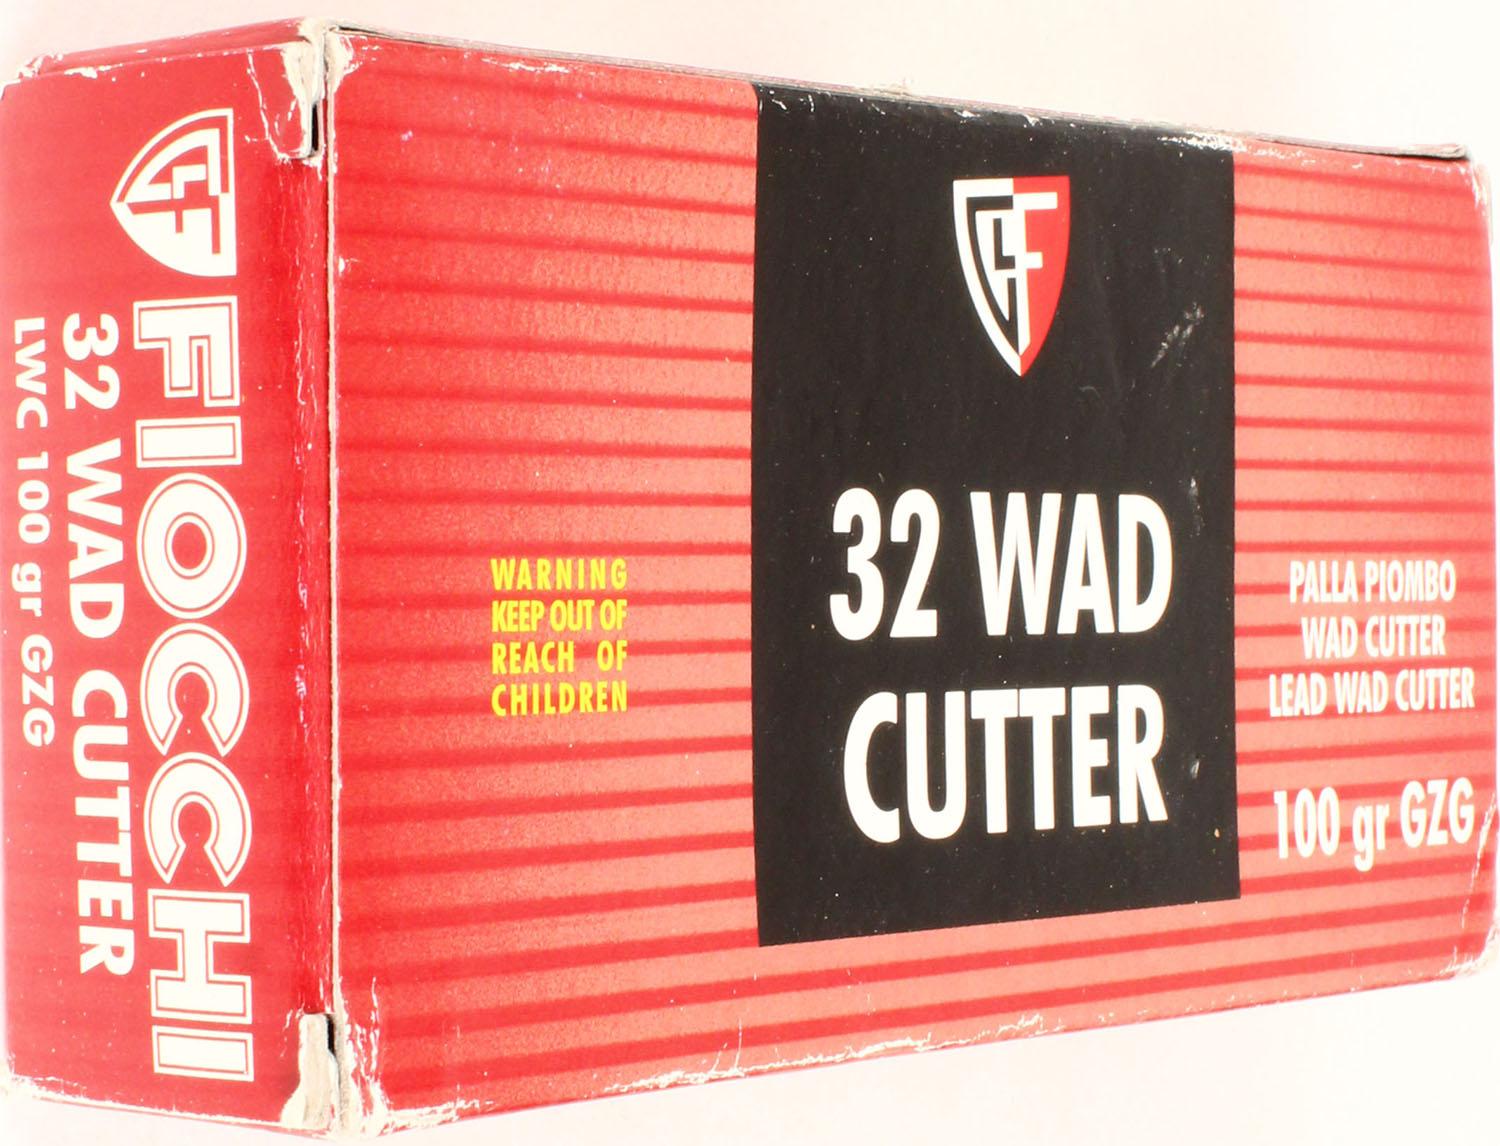 FIOCCHI
32 WAD CUTTER
LWC 100 gr GZG
GFL
WARNING
KEEP OUT OF
REACH OF
CHILDREN
32 WAD
CUTTER
PALLA PIOMBO
WAD CUTTER
LEAD WAD CUTTER
100 gr GZG